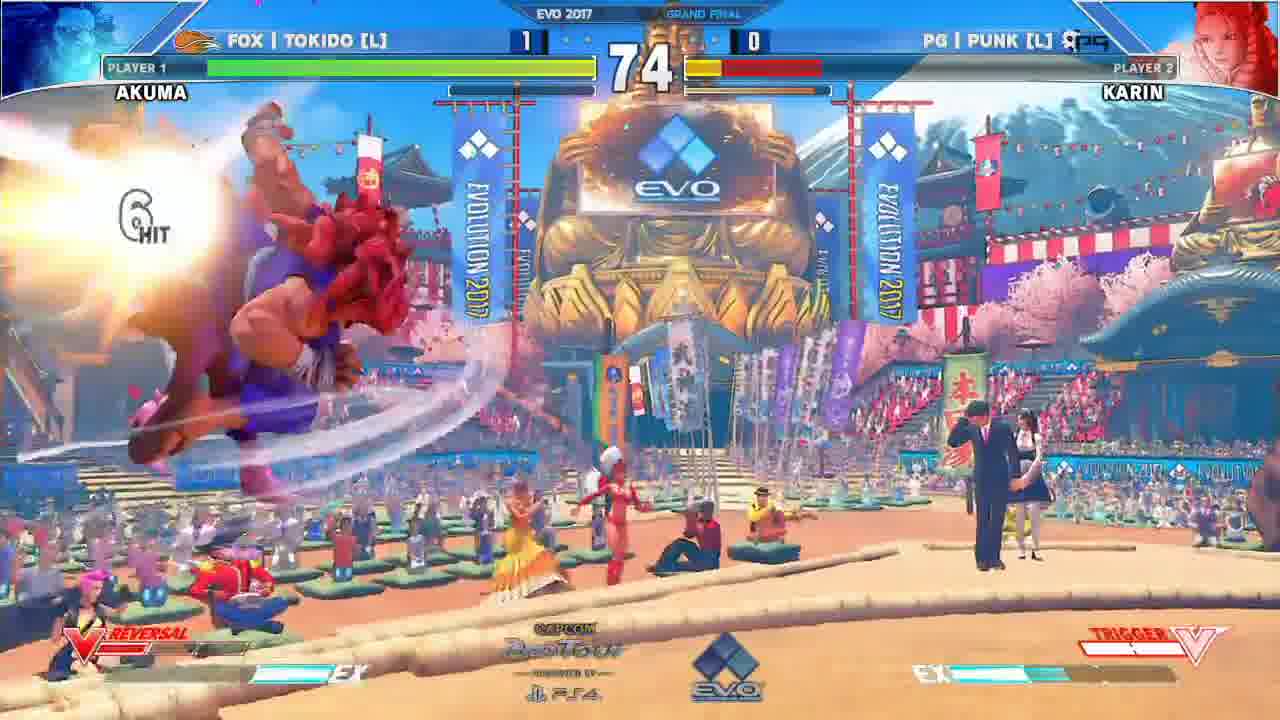 EVO 2017 GRAND FINAL
FOX | TOKIDO [L] 1 74 0 PG | PUNK [L]
PLAYER 1 PLAYER 2
AKUMA KARIN
EVO
EVOLUTION 2017 EVOLUTION 2017
6 HIT
REVERSAL TRIGGER
EX EX
CAPCOM
PRO TOUR
PS4
EVO